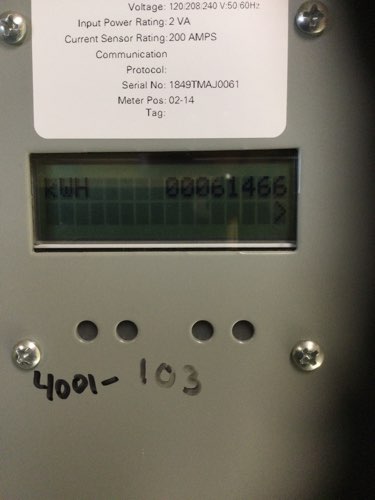 Voltage: 120:208:240 V:50:60Hz
Input Power Rating: 2 VA
Current Sensor Rating: 200 AMPS
Communication
Protocol:
Serial No: 1849TMAJ0061
Meter Pos: 02-14
Tag:
kWH 00061466
>
4001-103